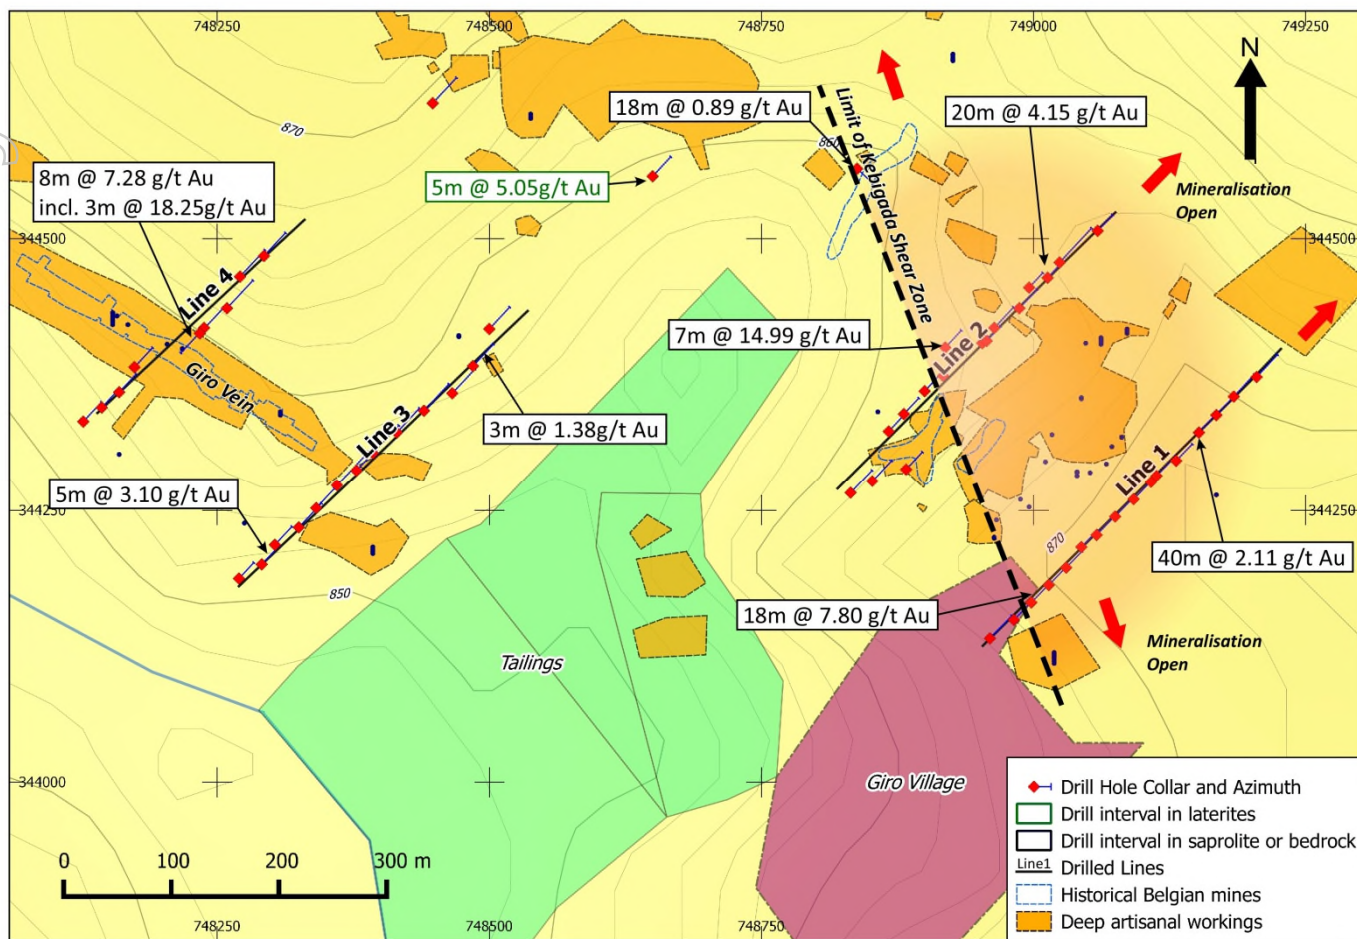 748250
748500
748750
749000
749250
N
870
18m @ 0.89 g/t Au
860
20m @ 4.15 g/t Au
8m @ 7.28 g/t Au
incl. 3m @ 18.25g/t Au
5m @ 5.05g/t Au
Limit of Kebigada Shear Zone
Mineralisation
Open
344500
344500
Line 4
7m @ 14.99 g/t Au
Line 2
Giro Vein
Line 3
3m @ 1.38g/t Au
Line 1
5m @ 3.10 g/t Au
344250
344250
870
40m @ 2.11 g/t Au
850
18m @ 7.80 g/t Au
Mineralisation
Open
Tailings
344000
Giro Village
Drill Hole Collar and Azimuth
Drill interval in laterites
Drill interval in saprolite or bedrock
Line1 Drilled Lines
Historical Belgian mines
Deep artisanal workings
0 100 200 300 m
748250
748500
748750
749000
749250